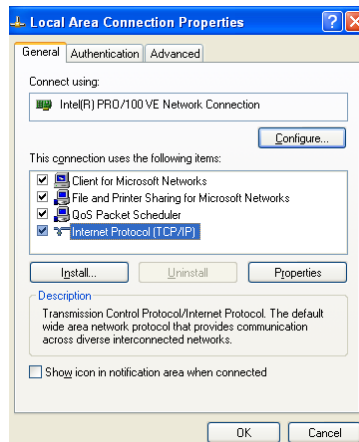 Local Area Connection Properties
General Authentication Advanced
Connect using:
Intel(R) PRO/100 VE Network Connection
Configure...
This connection uses the following items:
Client for Microsoft Networks
File and Printer Sharing for Microsoft Networks
QoS Packet Scheduler
Internet Protocol (TCP/IP)
Install... Uninstall Properties
Description
Transmission Control Protocol/Internet Protocol. The default
wide area network protocol that provides communication
across diverse interconnected networks.
Show icon in notification area when connected
OK Cancel